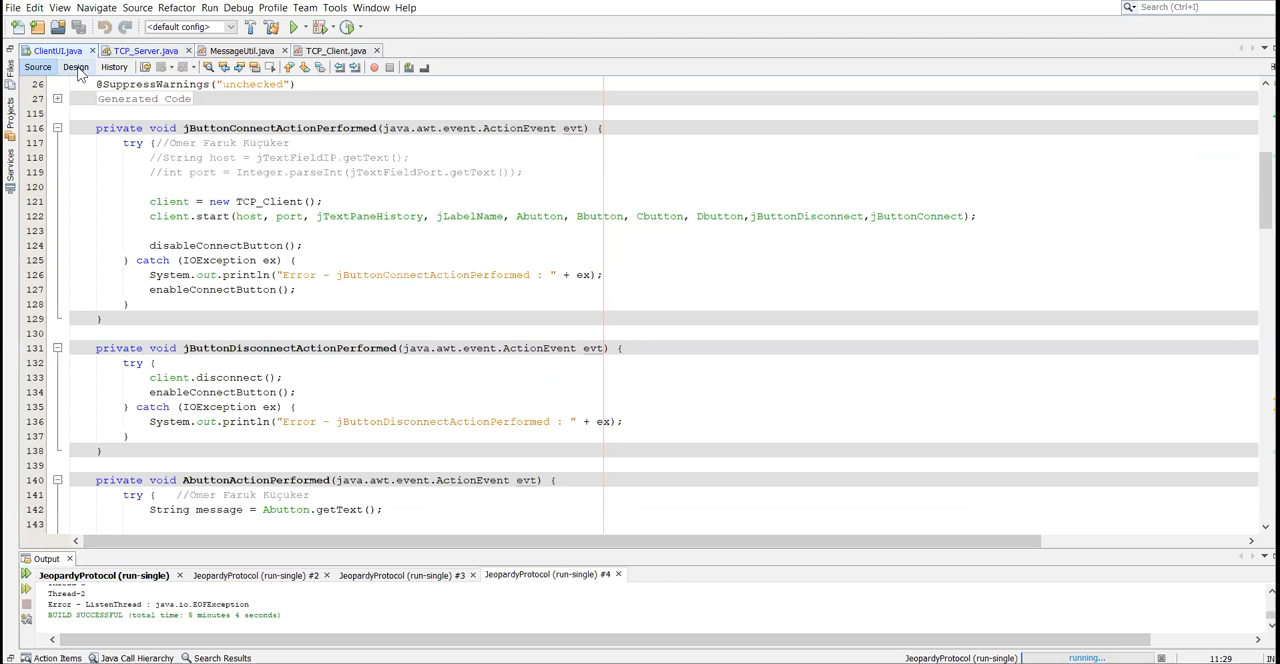 File Edit View Navigate Source Refactor Run Debug Profile Team Tools Window Help
Search (Ctrl+I)
<default config>
ClientUI.java TCP_Server.java MessageUtil.java TCP_Client.java
Source Design History
Files
Projects
Services
26 @SuppressWarnings("unchecked")
27 Generated Code
115
116 private void jButtonConnectActionPerformed(java.awt.event.ActionEvent evt) {
117 try {//Ömer Faruk Küçüker
118 //String host = jTextFieldIP.getText();
119 //int port = Integer.parseInt(jTextFieldPort.getText());
120
121 client = new TCP_Client();
122 client.start(host, port, jTextPaneHistory, jLabelName, Abutton, Bbutton, Cbutton, Dbutton,jButtonDisconnect,jButtonConnect);
123
124 disableConnectButton();
125 } catch (IOException ex) {
126 System.out.println("Error - jButtonConnectActionPerformed : " + ex);
127 enableConnectButton();
128 }
129 }
130
131 private void jButtonDisconnectActionPerformed(java.awt.event.ActionEvent evt) {
132 try {
133 client.disconnect();
134 enableConnectButton();
135 } catch (IOException ex) {
136 System.out.println("Error - jButtonDisconnectActionPerformed : " + ex);
137 }
138 }
139
140 private void AbuttonActionPerformed(java.awt.event.ActionEvent evt) {
141 try { //Ömer Faruk Küçüker
142 String message = Abutton.getText();
143
Output
JeopardyProtocol (run-single) JeopardyProtocol (run-single) #2 JeopardyProtocol (run-single) #3 JeopardyProtocol (run-single) #4
Thread-2
Error - ListenThread : java.io.EOFException
BUILD SUCCESSFUL (total time: 5 minutes 4 seconds)
Action Items Java Call Hierarchy Search Results JeopardyProtocol (run-single) running... 11:29 IN